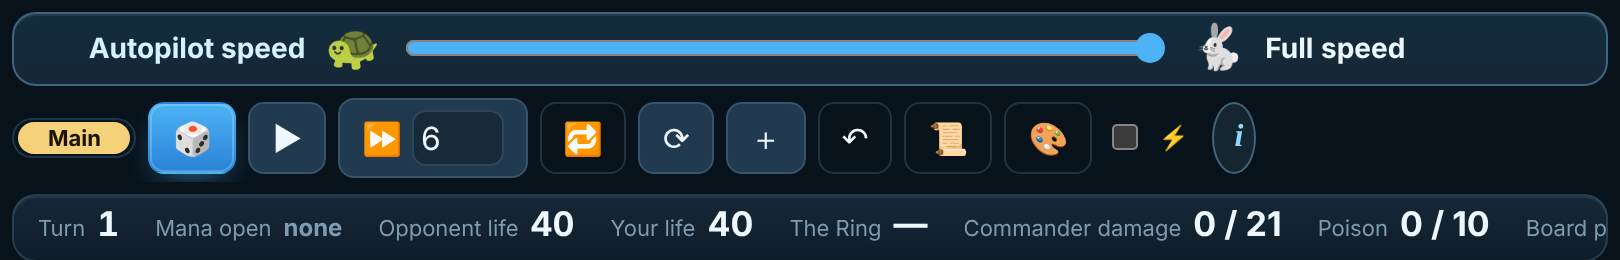 Autopilot speed Full speed
Main 6 i
Turn 1 Mana open none Opponent life 40 Your life 40 The Ring — Commander damage 0 / 21 Poison 0 / 10 Board